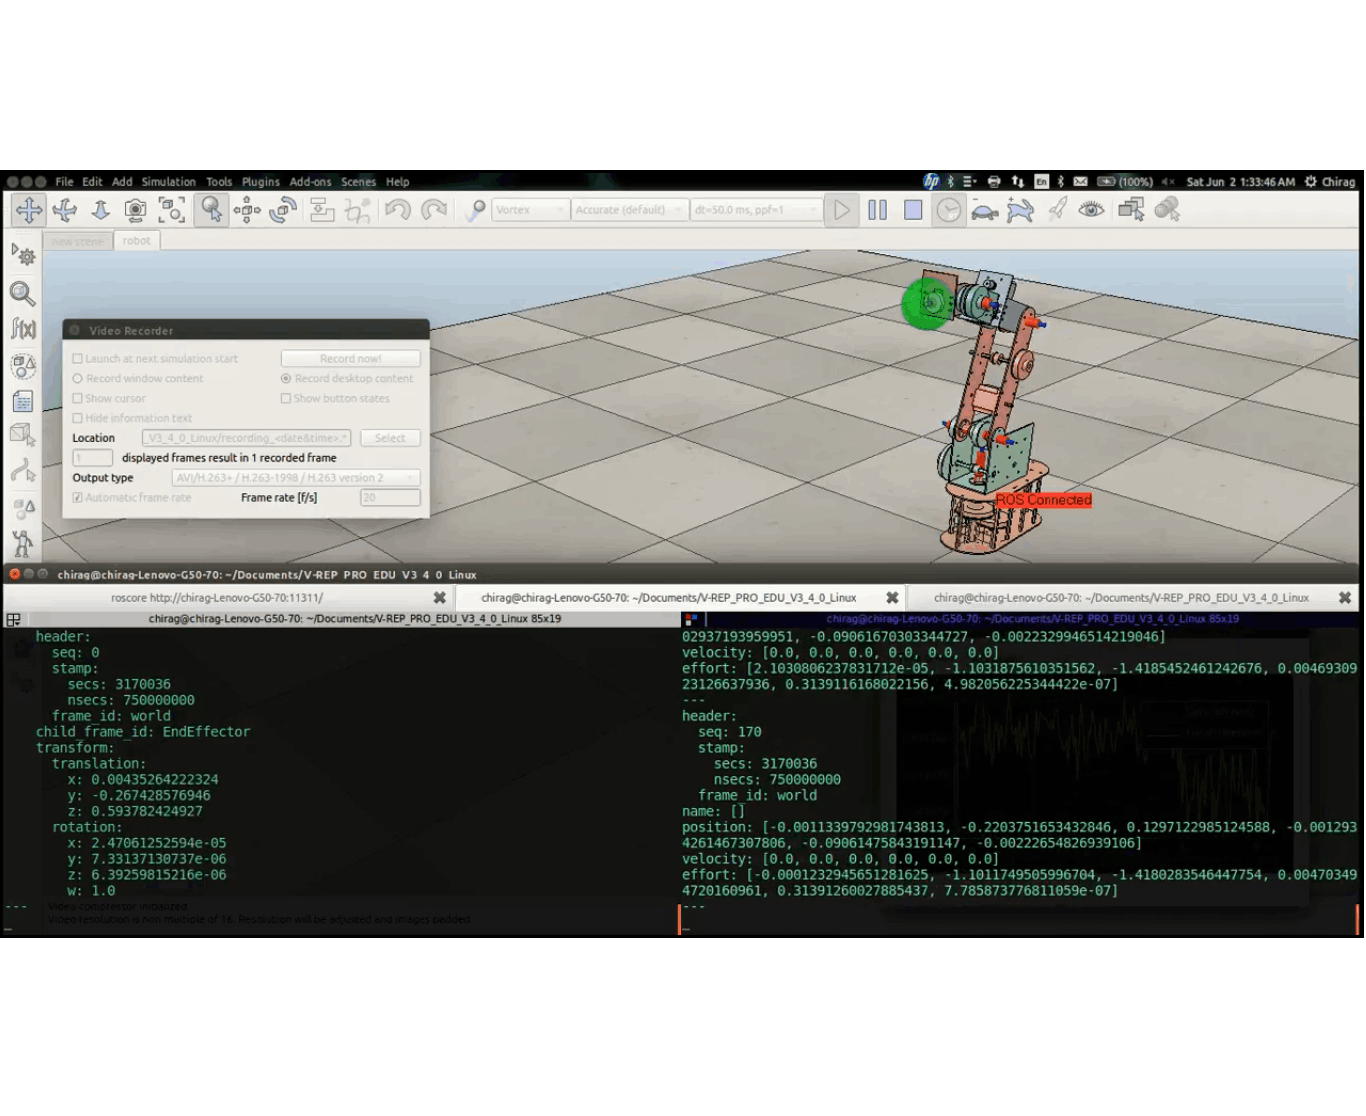 File Edit Add Simulation Tools Plugins Add-ons Scenes Help
hp En (100%) Sat Jun 2 1:33:46 AM Chirag
Vortex Accurate (default) dt=50.0 ms, ppf=1
new scene robot
f(x)
Video Recorder
Launch at next simulation start Record now!
Record window content Record desktop content
Show cursor Show button states
Hide information text
Location _V3_4_0_Linux/recording_<date&time>.* Select
1 displayed frames result in 1 recorded frame
Output type AVI/H.263+ / H.263-1998 / H.263 version 2
Automatic frame rate Frame rate [f/s] 20
ROS Connected
chirag@chirag-Lenovo-G50-70: ~/Documents/V-REP_PRO_EDU_V3_4_0_Linux
roscore http://chirag-Lenovo-G50-70:11311/ chirag@chirag-Lenovo-G50-70: ~/Documents/V-REP_PRO_EDU_V3_4_0_Linux chirag@chirag-Lenovo-G50-70: ~/Documents/V-REP_PRO_EDU_V3_4_0_Linux
chirag@chirag-Lenovo-G50-70: ~/Documents/V-REP_PRO_EDU_V3_4_0_Linux 85x19
header:
seq: 0
stamp:
secs: 3170036
nsecs: 750000000
frame_id: world
child_frame_id: EndEffector
transform:
translation:
x: 0.00435264222324
y: -0.267428576946
z: 0.593782424927
rotation:
x: 2.47061252594e-05
y: 7.33137130737e-06
z: 6.39259815216e-06
w: 1.0
---
Video compressor initialized.
Video resolution is non multiple of 16. Resolution will be adjusted and images padded.
chirag@chirag-Lenovo-G50-70: ~/Documents/V-REP_PRO_EDU_V3_4_0_Linux 85x19
02937193959951, -0.09061670303344727, -0.0022329946514219046]
velocity: [0.0, 0.0, 0.0, 0.0, 0.0, 0.0]
effort: [2.1030806237831712e-05, -1.1031875610351562, -1.4185452461242676, 0.00469309
23126637936, 0.3139116168022156, 4.982056225344422e-07]
---
header:
seq: 170
stamp:
secs: 3170036
nsecs: 750000000
frame_id: world
name: []
position: [-0.0011339792981743813, -0.2203751653432846, 0.1297122985124588, -0.001293
4261467307806, -0.09061475843191147, -0.00222654826939106]
velocity: [0.0, 0.0, 0.0, 0.0, 0.0, 0.0]
effort: [-0.0001232945651281625, -1.1011749505996704, -1.4180283546447754, 0.00470349
4720160961, 0.31391260027885437, 7.785873776811059e-07]
---